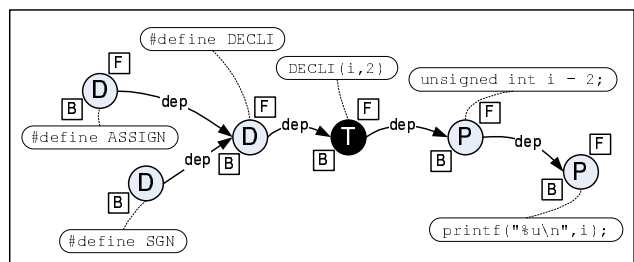 #define DECLI
F
DECLI(i,2)
unsigned int i - 2;
D
B
dep
F
F
F
#define ASSIGN
D
dep
T
dep
P
dep
F
dep
B
B
B
D
B
P
B
#define SGN
printf("%u\n",i);